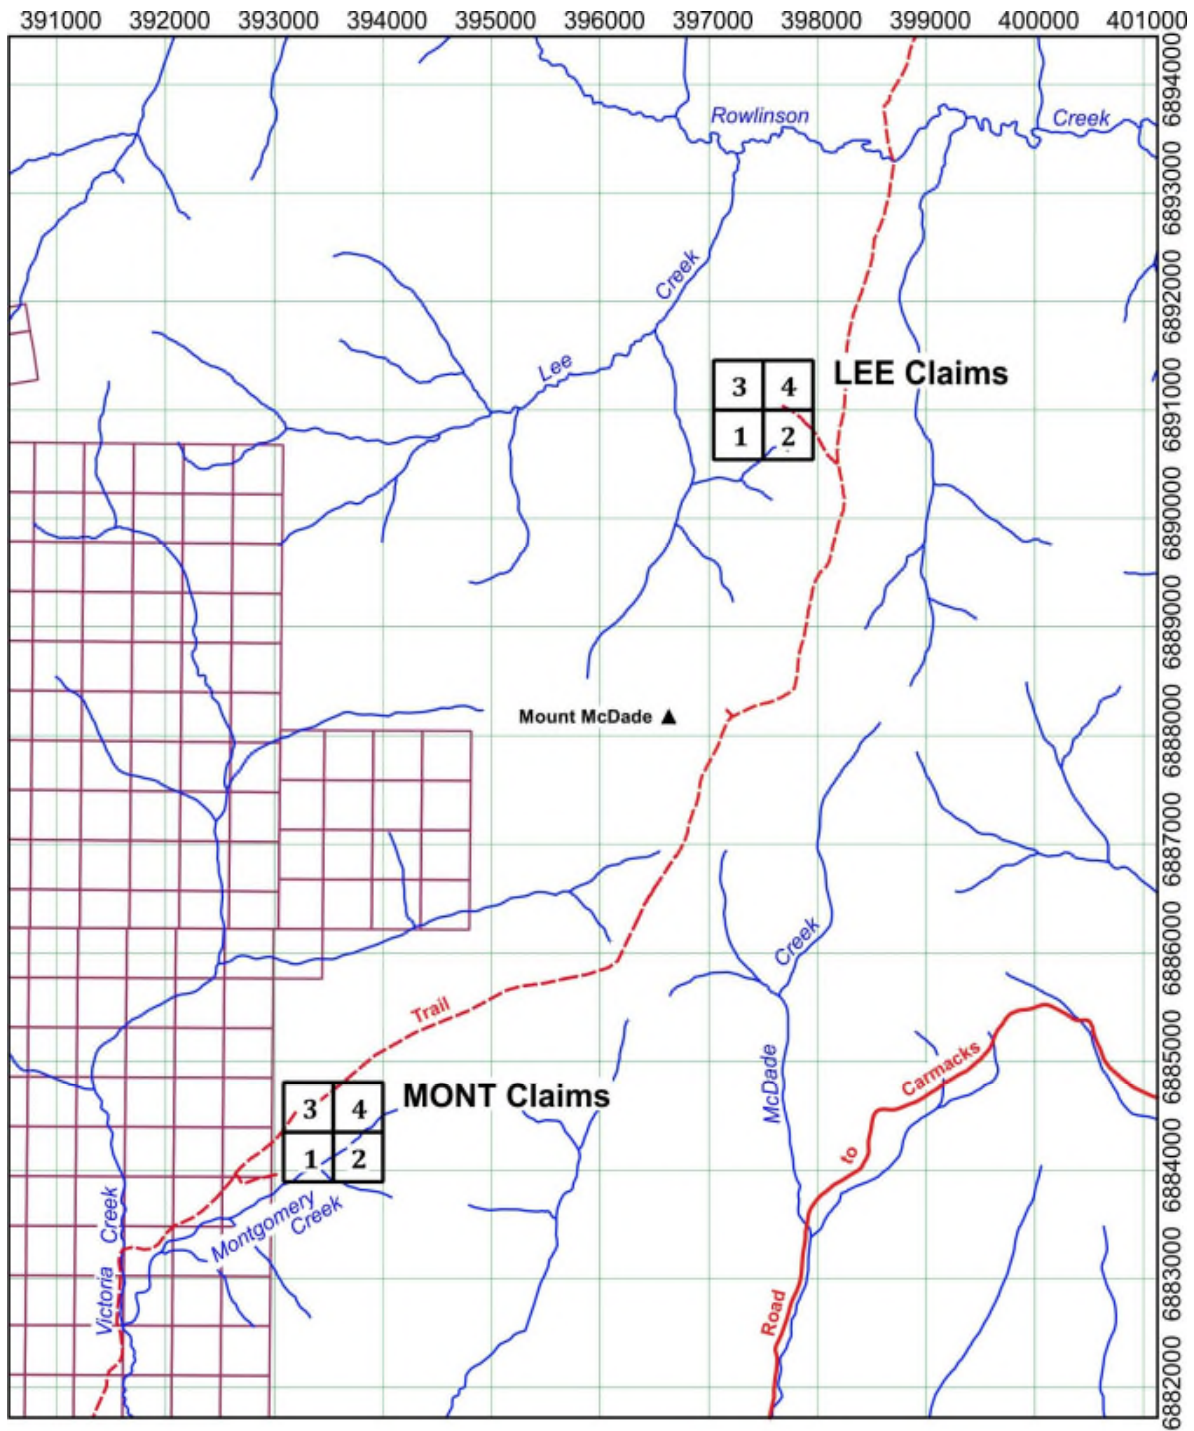 391000 392000 393000 394000 395000 396000 397000 398000 399000 400000 401000
6894000
Rowlinson
Creek
6893000
Creek
6892000
Lee
LEE Claims
3 4
6891000
1 2
6890000
6889000
Mount McDade
6888000
6887000
Creek
6886000
Trail
McDade
Carmacks
6885000
MONT Claims
3 4
to
1 2
6884000
Montgomery
Creek
Victoria Creek
6883000
Road
6882000